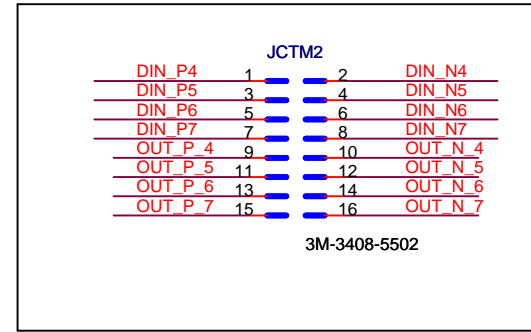 JCTM2
DIN_P4 1 2 DIN_N4
DIN_P5 3 4 DIN_N5
DIN_P6 5 6 DIN_N6
DIN_P7 7 8 DIN_N7
OUT_P_4 9 10 OUT_N_4
OUT_P_5 11 12 OUT_N_5
OUT_P_6 13 14 OUT_N_6
OUT_P_7 15 16 OUT_N_7
3M-3408-5502